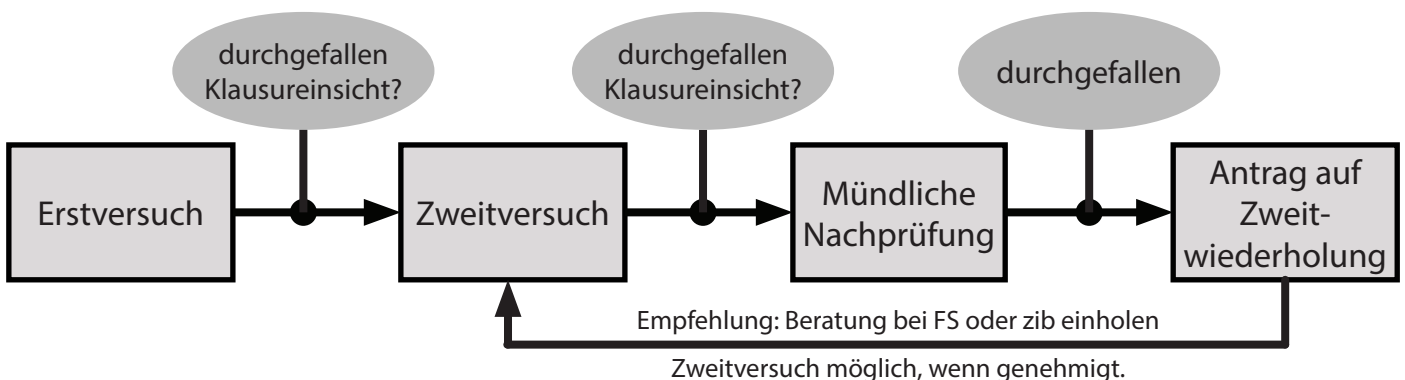 durchgefallen
Klausureinsicht?
durchgefallen
Klausureinsicht?
durchgefallen
Erstversuch
Zweitversuch
Mündliche
Nachprüfung
Antrag auf
Zweit-
wiederholung
Empfehlung: Beratung bei FS oder zib einholen
Zweitversuch möglich, wenn genehmigt.